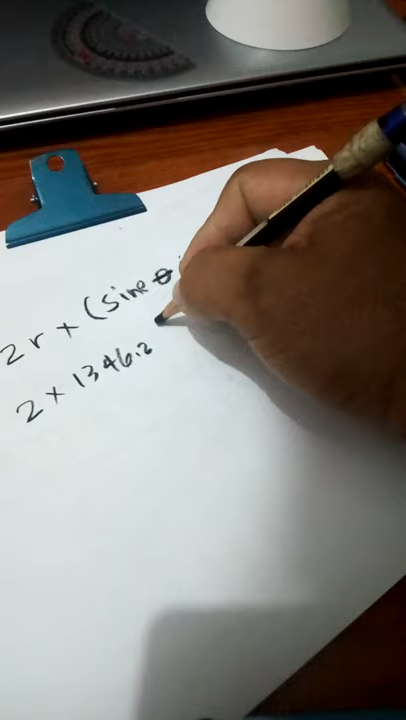 2r x (sine θ
2 x 1346.2